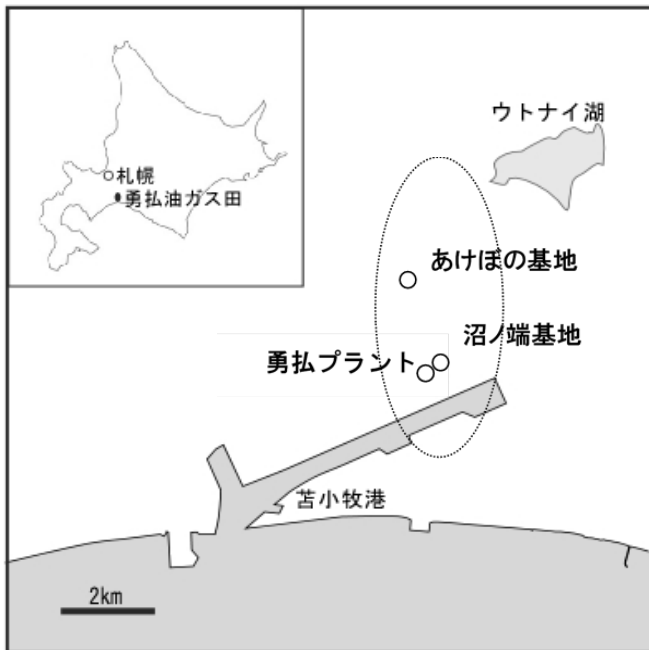 ウトナイ湖
札幌
勇払油ガス田
あけぼの基地
沼ノ端基地
勇払プラント
苫小牧港
2km